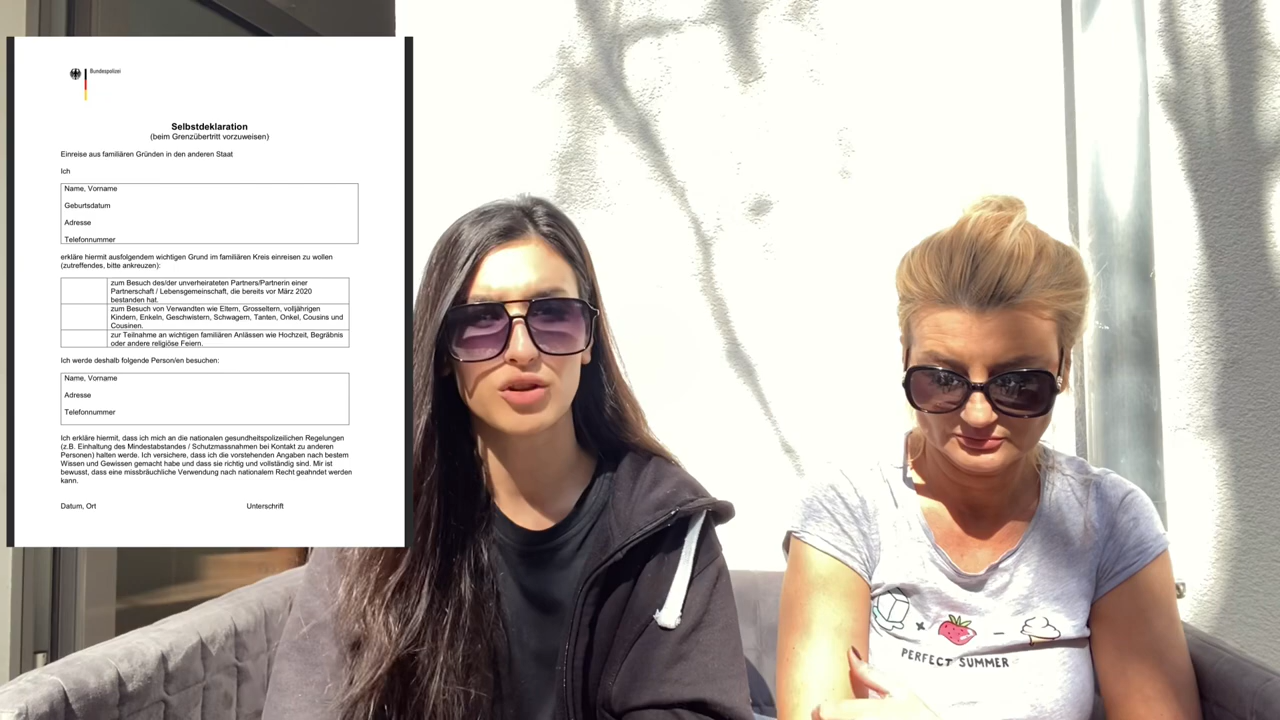 Bundespolizei
Selbstdeklaration
(beim Grenzübertritt vorzuweisen)
Einreise aus familiären Gründen in den anderen Staat
Ich
Name, Vorname
Geburtsdatum
Adresse
Telefonnummer
erkläre hiermit ausfolgendem wichtigen Grund im familiären Kreis einreisen zu wollen
(zutreffendes, bitte ankreuzen):
zum Besuch des/der unverheirateten Partners/Partnerin einer
Partnerschaft / Lebensgemeinschaft, die bereits vor März 2020
bestanden hat.
zum Besuch von Verwandten wie Eltern, Grosseltern, volljährigen
Kindern, Enkeln, Geschwistern, Schwagern, Tanten, Onkel, Cousins und
Cousinen.
zur Teilnahme an wichtigen familiären Anlässen wie Hochzeit, Begräbnis
oder andere religiöse Feiern.
Ich werde deshalb folgende Person/en besuchen:
Name, Vorname
Adresse
Telefonnummer
Ich erkläre hiermit, dass ich mich an die nationalen gesundheitspolizeilichen Regelungen
(z.B. Einhaltung des Mindestabstandes / Schutzmassnahmen bei Kontakt zu anderen
Personen) halten werde. Ich versichere, dass ich die vorstehenden Angaben nach bestem
Wissen und Gewissen gemacht habe und dass sie richtig und vollständig sind. Mir ist
bewusst, dass eine missbräuchliche Verwendung nach nationalem Recht geahndet werden
kann.
Datum, Ort Unterschrift
PERFECT SUMMER